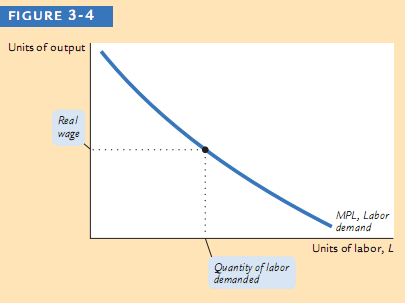 FIGURE 3-4
Units of output
Real
wage
MPL, Labor
demand
Units of labor, L
Quantity of labor
demanded